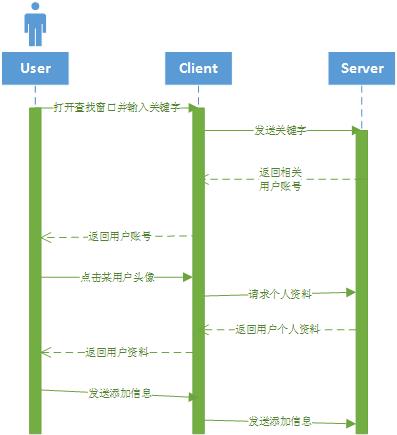 User
Client
Server
打开查找窗口并输入关键字
发送关键字
返回相关
用户账号
返回用户账号
点击某用户头像
请求个人资料
返回用户个人资料
返回用户资料
发送添加信息
发送添加信息